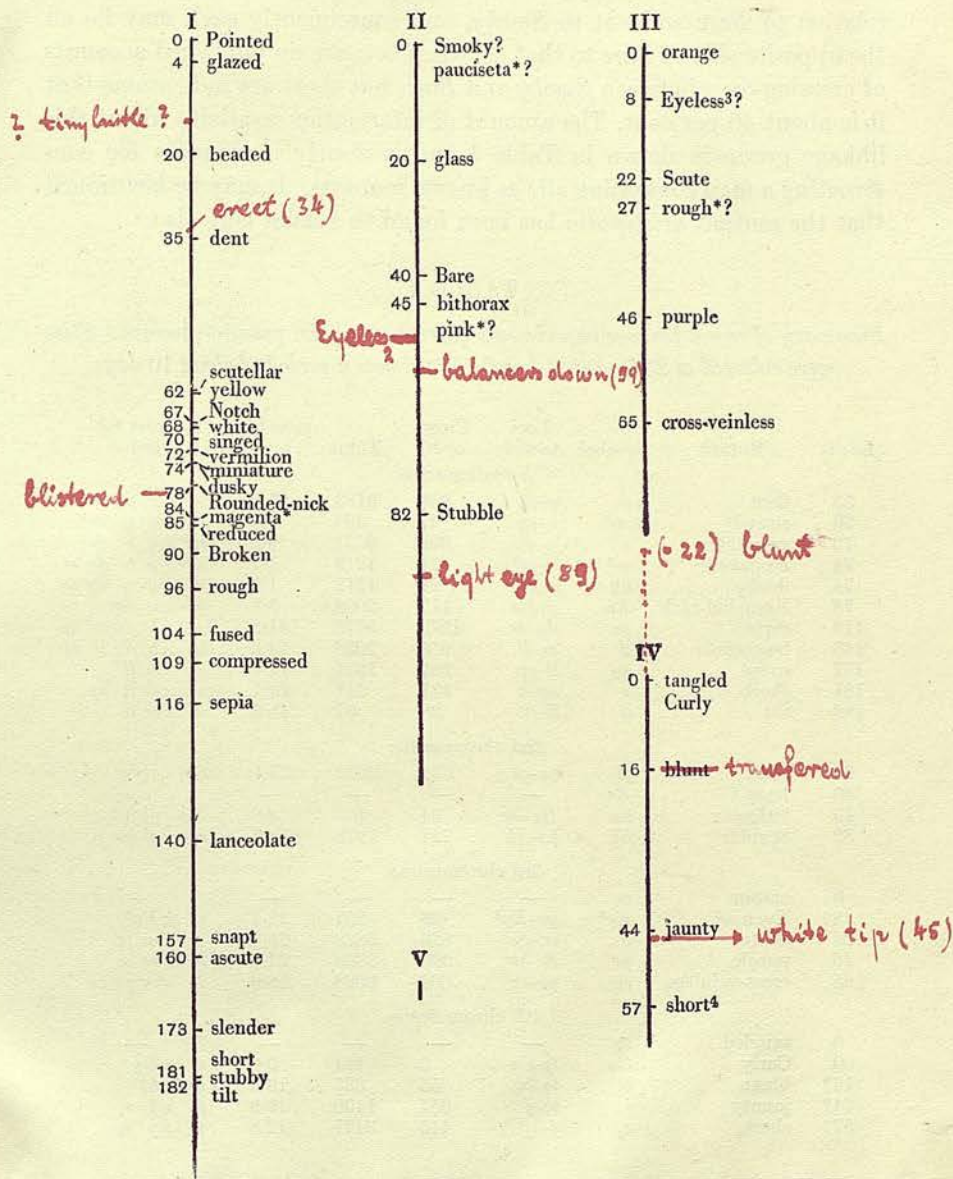 I
0 Pointed
4 glazed
? tiny bristle ?
20 beaded
erect (34)
35 dent
scutellar
62 yellow
67 Notch
68 white
70 singed
72 vermilion
74 miniature
dusky
blistered
78 Rounded-nick
84 magenta*
85 reduced
90 Broken
96 rough
104 fused
109 compressed
116 sepia
140 lanceolate
157 snapt
160 ascute
173 slender
short
181 stubby
182 tilt
II
0 Smoky?
pauciseta*?
20 glass
40 Bare
45 bithorax
pink*?
Eyeless2
balancers down (59)
82 Stubble
light eye (89)
V
III
0 orange
8 Eyeless³?
22 Scute
27 rough*?
46 purple
65 cross-veinless
(· 22) blunt
IV
0 tangled
Curly
16 blunt transfered
44 jaunty
white tip (45)
57 short⁴